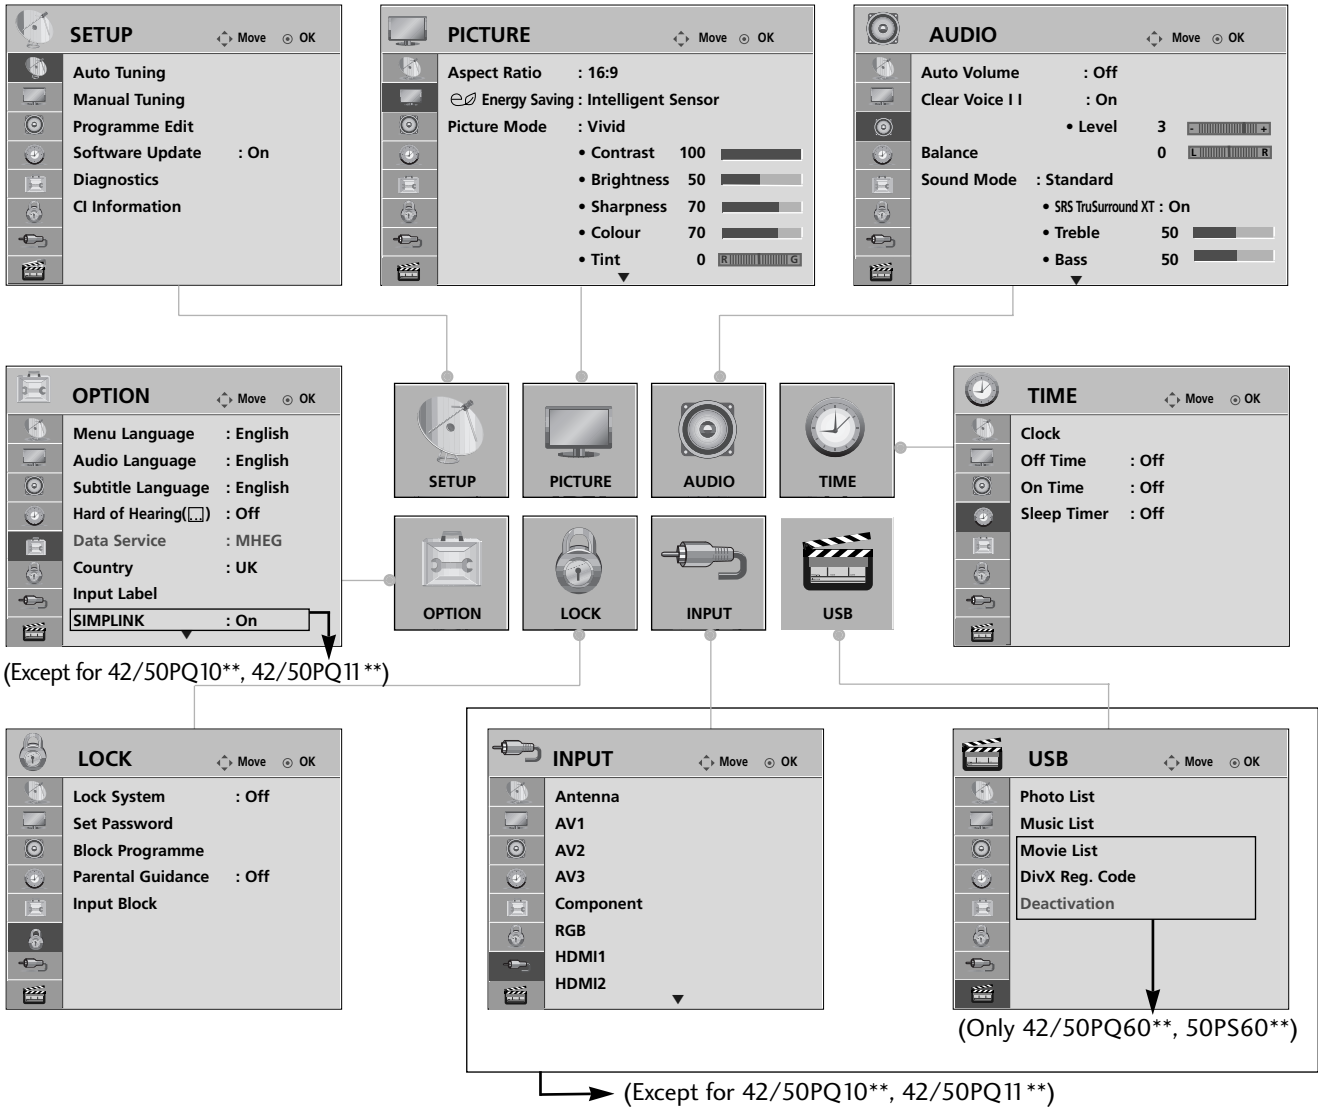 SETUP Move OK
Auto Tuning
Manual Tuning
Programme Edit
Software Update : On
Diagnostics
CI Information
PICTURE Move OK
Aspect Ratio : 16:9
Energy Saving : Intelligent Sensor
Picture Mode : Vivid
• Contrast 100
• Brightness 50
• Sharpness 70
• Colour 70
• Tint 0 R G
AUDIO Move OK
Auto Volume : Off
Clear Voice I I : On
• Level 3 - +
Balance 0 L R
Sound Mode : Standard
• SRS TruSurround XT : On
• Treble 50
• Bass 50
OPTION Move OK
Menu Language : English
Audio Language : English
Subtitle Language : English
Hard of Hearing( ) : Off
Data Service : MHEG
Country : UK
Input Label
SIMPLINK : On
(Except for 42/50PQ10**, 42/50PQ11**)
SETUP
PICTURE
AUDIO
TIME
OPTION
LOCK
INPUT
USB
TIME Move OK
Clock
Off Time : Off
On Time : Off
Sleep Timer : Off
LOCK Move OK
Lock System : Off
Set Password
Block Programme
Parental Guidance : Off
Input Block
INPUT Move OK
Antenna
AV1
AV2
AV3
Component
RGB
HDMI1
HDMI2
USB Move OK
Photo List
Music List
Movie List
DivX Reg. Code
Deactivation
(Only 42/50PQ60**, 50PS60**)
(Except for 42/50PQ10**, 42/50PQ11**)